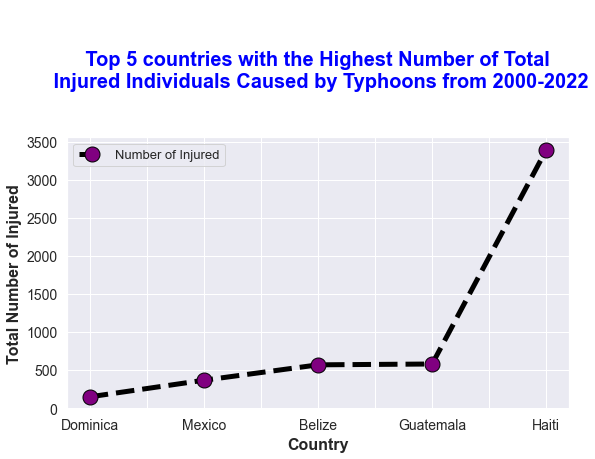 Top 5 countries with the Highest Number of Total
Injured Individuals Caused by Typhoons from 2000-2022
Number of Injured
Total Number of Injured
3500
3000
2500
2000
1500
1000
500
0
Dominica Mexico Belize Guatemala Haiti
Country